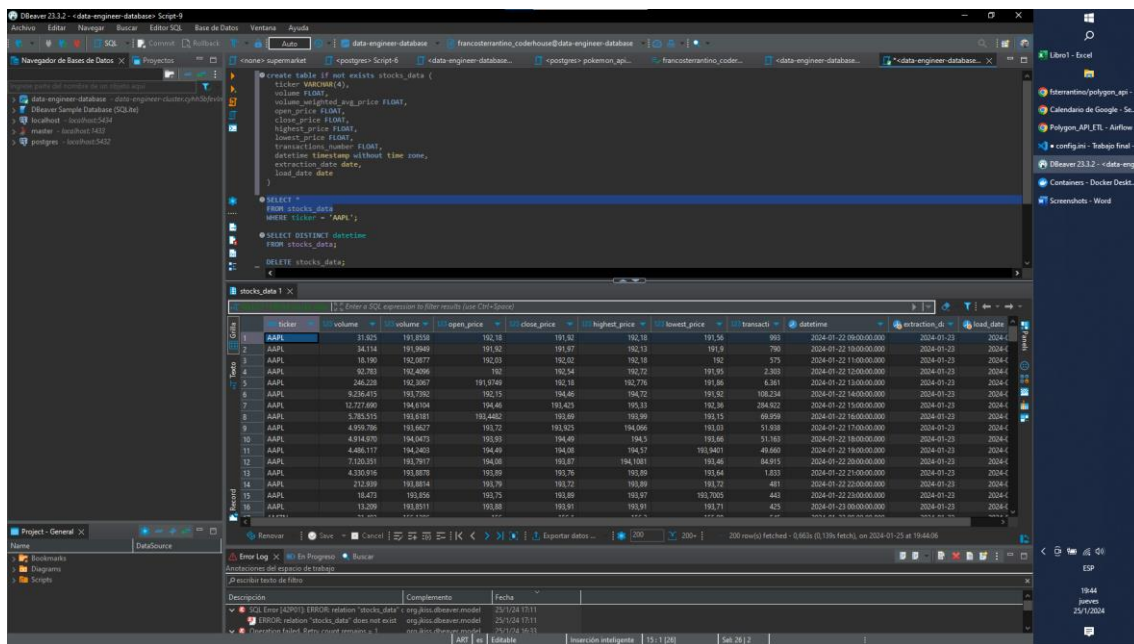 DBeaver 23.3.2 - <data-engineer-database> Script-9
Archivo Editar Navegar Buscar Editor SQL Base de Datos Ventana Ayuda
SQL Commit Rollback Auto data-engineer-database francosterrantino_coderhouse@data-engineer-database
Navegador de Bases de Datos Proyectos
<none> supermarket <postgres> Script-6 <data-engineer-database... <postgres> pokemon_api... francosterrantino_coder... <data-engineer-database... *<data-engineer-database...
data-engineer-database
DBeaver Sample Database (SQLite)
localhost - localhost:5434
master - localhost:1433
postgres - localhost:5432
create table if not exists stocks_data (
ticker VARCHAR(4),
volume FLOAT,
volume_weighted_avg_price FLOAT,
open_price FLOAT,
close_price FLOAT,
highest_price FLOAT,
lowest_price FLOAT,
transactions_number FLOAT,
datetime timestamp without time zone,
extraction_date date,
load_date date
)
SELECT *
FROM stocks_data
WHERE ticker = 'AAPL';
SELECT DISTINCT datetime
FROM stocks_data;
DELETE stocks_data;
stocks_data 1
Enter a SQL expression to filter results (use Ctrl+Space)
Grilla
Texto
Record
Panels
ticker volume volume open_price close_price highest_price lowest_price transacti datetime extraction_d load_date
1 AAPL 31.925 191,8558 192,18 191,92 192,18 191,56 993 2024-01-22 09:00:00.000 2024-01-23
2 AAPL 34.114 191,9949 191,92 191,97 192,13 191,9 790 2024-01-22 10:00:00.000 2024-01-23
3 AAPL 18.190 192,0877 192,03 192,02 192,18 192 575 2024-01-22 11:00:00.000 2024-01-23
4 AAPL 92.783 192,4096 192 192,54 192,72 191,95 2.303 2024-01-22 12:00:00.000 2024-01-23
5 AAPL 246.228 192,3067 191,9749 192,18 192,776 191,86 6.361 2024-01-22 13:00:00.000 2024-01-23
6 AAPL 9.236.415 193,7392 192,15 194,46 194,72 191,92 108.234 2024-01-22 14:00:00.000 2024-01-23
7 AAPL 12.727.690 194,6104 194,46 193,425 195,33 192,36 284.922 2024-01-22 15:00:00.000 2024-01-23
8 AAPL 5.785.515 193,6181 193,4462 193,69 193,99 193,15 69.959 2024-01-22 16:00:00.000 2024-01-23
9 AAPL 4.959.786 193,6627 193,72 193,925 194,066 193,03 51.938 2024-01-22 17:00:00.000 2024-01-23
10 AAPL 4.914.970 194,0473 193,93 194,49 194,5 193,66 51.163 2024-01-22 18:00:00.000 2024-01-23
11 AAPL 4.486.117 194,2403 194,49 194,08 194,57 193,9401 49.660 2024-01-22 19:00:00.000 2024-01-23
12 AAPL 7.120.351 193,7917 194,08 193,87 194,1081 193,46 84.915 2024-01-22 20:00:00.000 2024-01-23
13 AAPL 4.330.916 193,8878 193,89 193,76 193,89 193,64 1.833 2024-01-22 21:00:00.000 2024-01-23
14 AAPL 212.939 193,8814 193,79 193,72 193,89 193,72 481 2024-01-22 22:00:00.000 2024-01-23
15 AAPL 18.473 193,856 193,75 193,89 193,97 193,7005 443 2024-01-22 23:00:00.000 2024-01-23
16 AAPL 13.209 193,8511 193,88 193,91 193,91 193,71 425 2024-01-23 00:00:00.000 2024-01-23
Renovar Save Cancel Exportar datos ... 200 200+ 200 row(s) fetched - 0,663s (0,139s fetch), on 2024-01-25 at 19:44:06
Project - General
Name DataSource
Bookmarks
Diagrams
Scripts
Error Log En Progreso Buscar
Anotaciones del espacio de trabajo
escribir texto de filtro
Descripción Complemento Fecha
SQL Error [42P01]: ERROR: relation "stocks_data" org.jkiss.dbeaver.model 25/1/24 17:11
ERROR: relation "stocks_data" does not exist org.jkiss.dbeaver.model 25/1/24 17:11
Operation failed. Retry count remains = 1
ART es Editable Inserción inteligente 15 : 1 [26] Sel: 26 | 2
Libro1 - Excel
fsterrantino/polygon_api -
Calendario de Google - Se...
Polygon_API_ETL - Airflow
config.ini - Trabajo final -
DBeaver 23.3.2 - <data-eng
Containers - Docker Deskt...
Screenshots - Word
ESP
19:44
jueves
25/1/2024